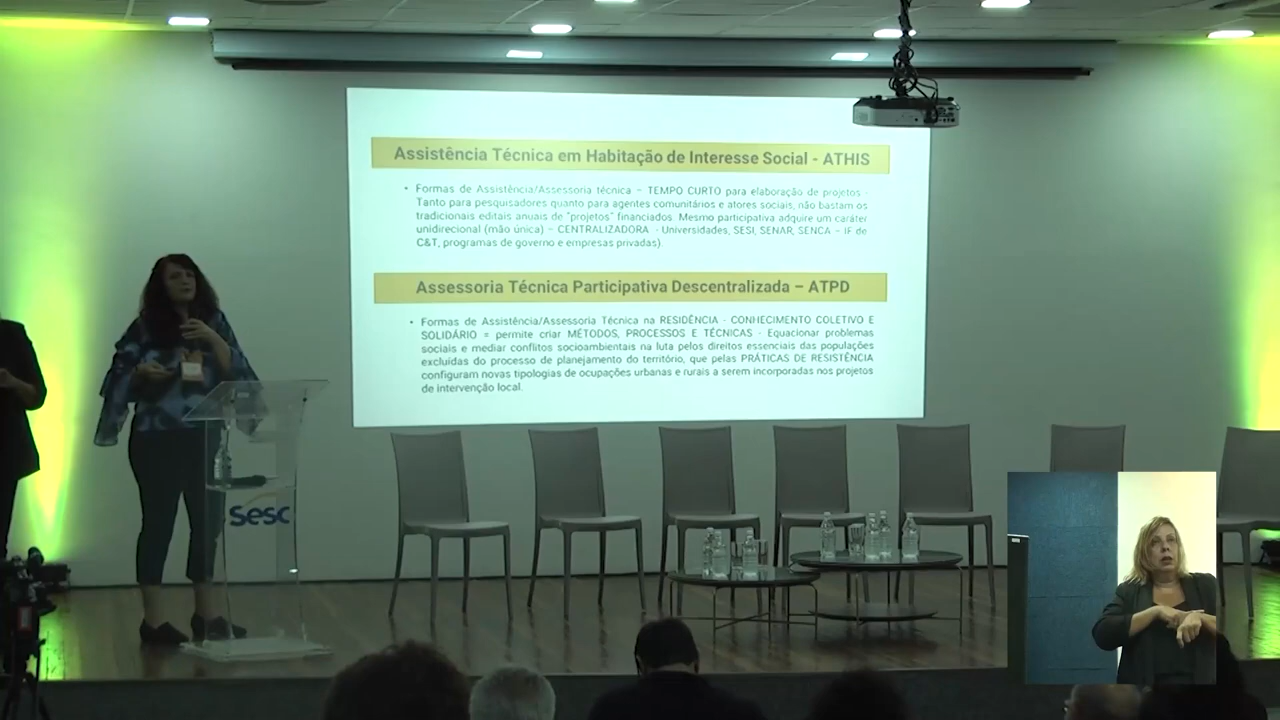 Assistência Técnica em Habitação de Interesse Social - ATHIS
• Formas de Assistência/Assessoria técnica – TEMPO CURTO para elaboração de projetos -
Tanto para pesquisadores quanto para agentes comunitários e atores sociais, não bastam os
tradicionais editais anuais de "projetos" financiados. Mesmo participativa adquire um caráter
unidirecional (mão única) – CENTRALIZADORA - Universidades, SESI, SENAR, SENCA – IF de
C&T, programas de governo e empresas privadas).
Assessoria Técnica Participativa Descentralizada – ATPD
• Formas de Assistência/Assessoria Técnica na RESIDÊNCIA - CONHECIMENTO COLETIVO E
SOLIDÁRIO = permite criar MÉTODOS, PROCESSOS E TÉCNICAS - Equacionar problemas
sociais e mediar conflitos socioambientais na luta pelos direitos essenciais das populações
excluídas do processo de planejamento do território, que pelas PRÁTICAS DE RESISTÊNCIA
configuram novas tipologias de ocupações urbanas e rurais a serem incorporadas nos projetos
de intervenção local.
sesc